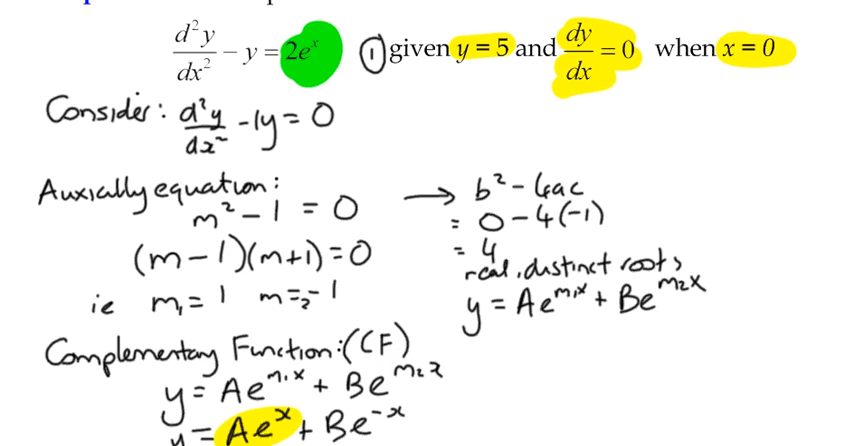 d²y/dx² - y = 2eˣ ① given y = 5 and dy/dx = 0 when x = 0
Consider: d²y/dx² - 1y = 0
Auxially equation:
m² - 1 = 0
(m - 1)(m + 1) = 0
ie m₁ = 1 m₂ = -1
→ b² - 4ac
= 0 - 4(-1)
= 4
real, distinct roots
y = Ae^m₁x + Be^m₂x
Complementary Function: (CF)
y = Ae^m₁x + Be^m₂x
y = Aeˣ + Be⁻ˣ